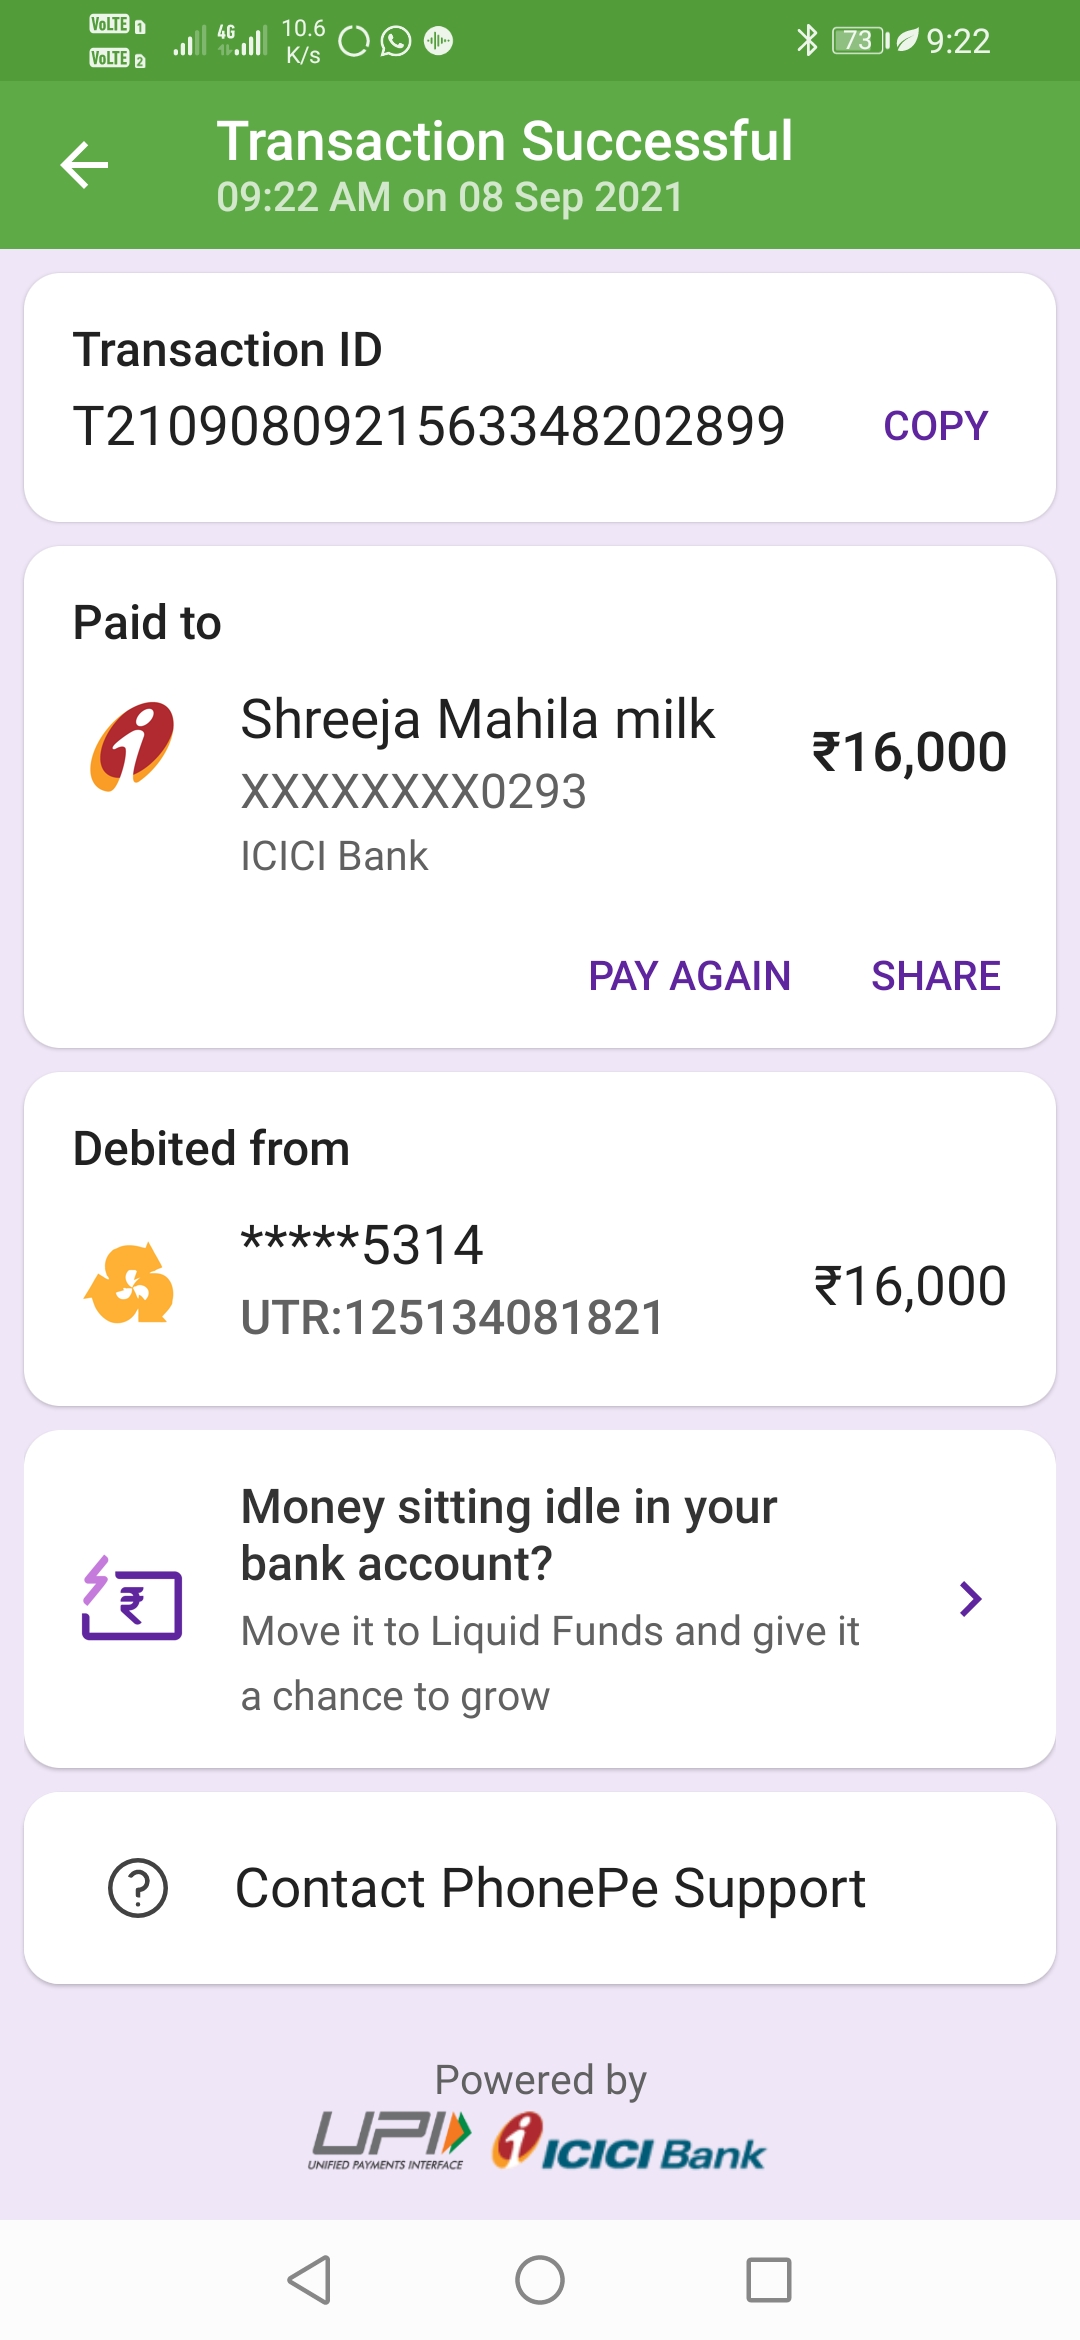 VoLTE 1
VoLTE 2
4G
10.6
K/s
73
9:22
Transaction Successful
09:22 AM on 08 Sep 2021
Transaction ID
T2109080921563348202899
COPY
Paid to
Shreeja Mahila milk
₹16,000
XXXXXXXX0293
ICICI Bank
PAY AGAIN
SHARE
Debited from
*****5314
₹16,000
UTR:125134081821
Money sitting idle in your
bank account?
Move it to Liquid Funds and give it
a chance to grow
Contact PhonePe Support
Powered by
UPI
UNIFIED PAYMENTS INTERFACE
ICICI Bank